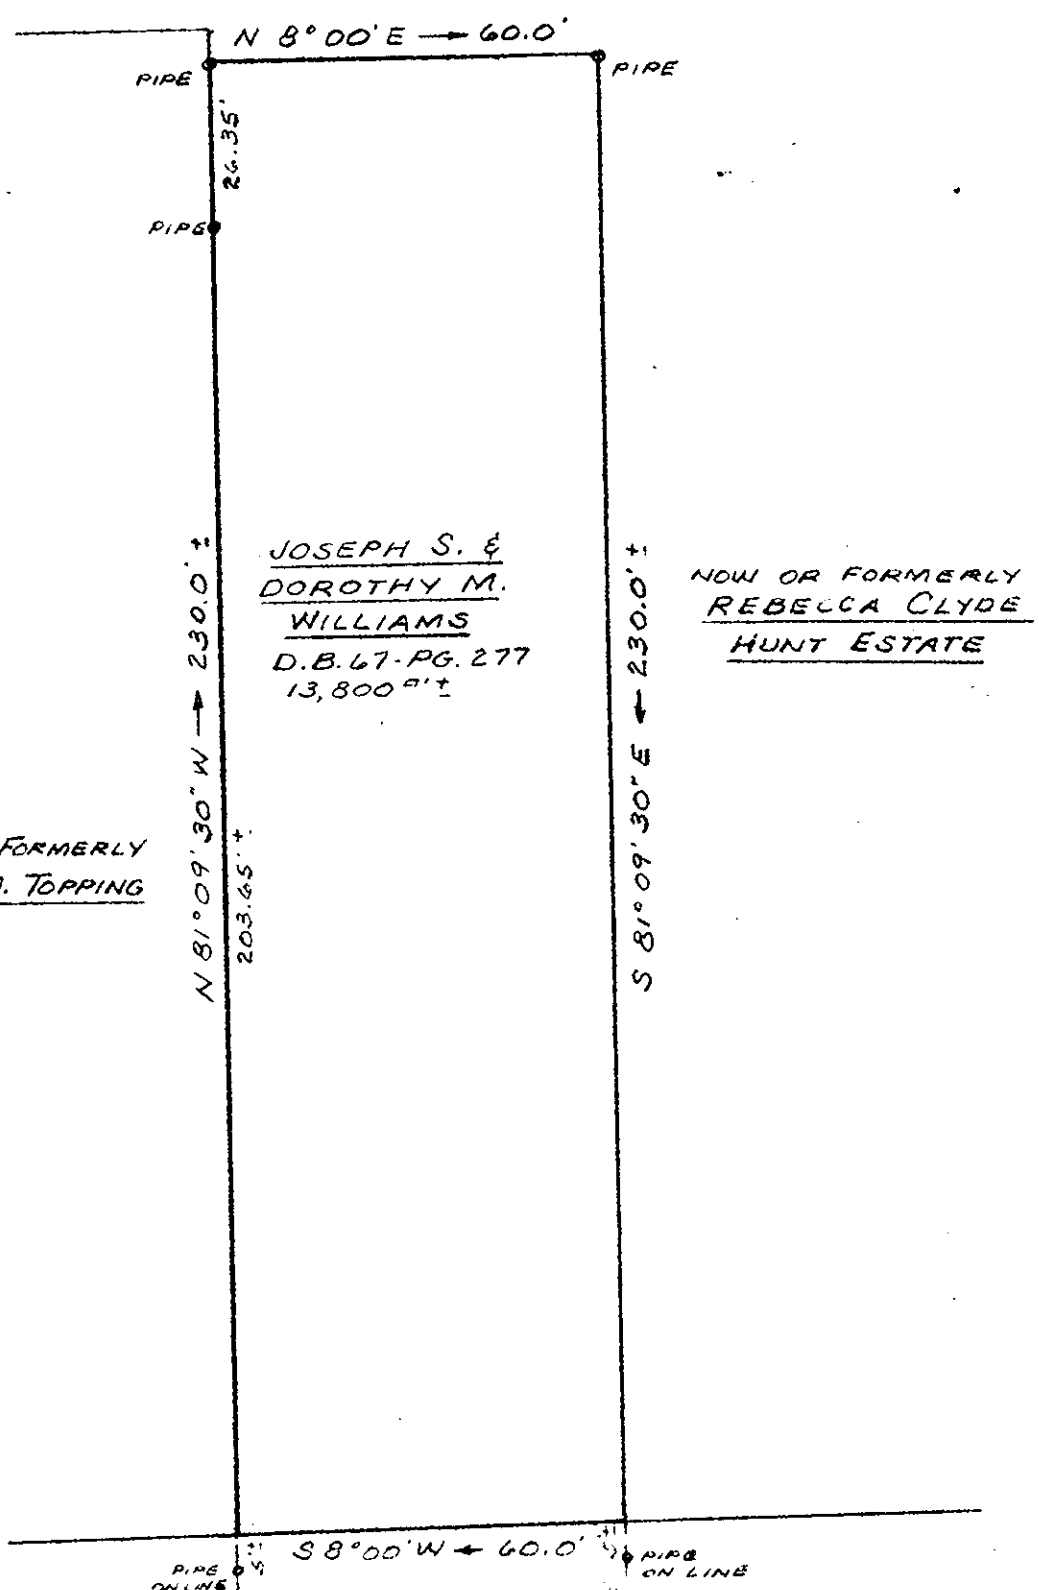 N 8° 00' E → 60.0'
PIPE
PIPE
26.35'
PIPE
N 81° 09' 30" W → 230.0' ±
203.65' ±
JOSEPH S. &
DOROTHY M.
WILLIAMS
D.B. 67-PG. 277
13,800 □' ±
S 81° 09' 30" E ← 230.0' ±
NOW OR FORMERLY
REBECCA CLYDE
HUNT ESTATE
FORMERLY
TOPPING
S 8° 00' W ← 60.0'
5' ±
5' ±
PIPE
ON LINE
PIPE
ON LINE